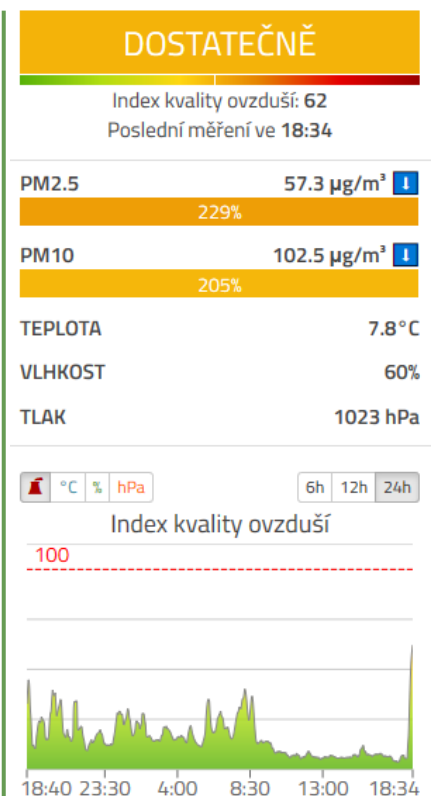 DOSTATEČNĚ
Index kvality ovzduší: 62
Poslední měření ve 18:34
PM2.5 57.3 µg/m³ ⬇
229%
PM10 102.5 µg/m³ ⬇
205%
TEPLOTA 7.8°C
VLHKOST 60%
TLAK 1023 hPa
°C % hPa 6h 12h 24h
Index kvality ovzduší
100
18:40 23:30 4:00 8:30 13:00 18:34